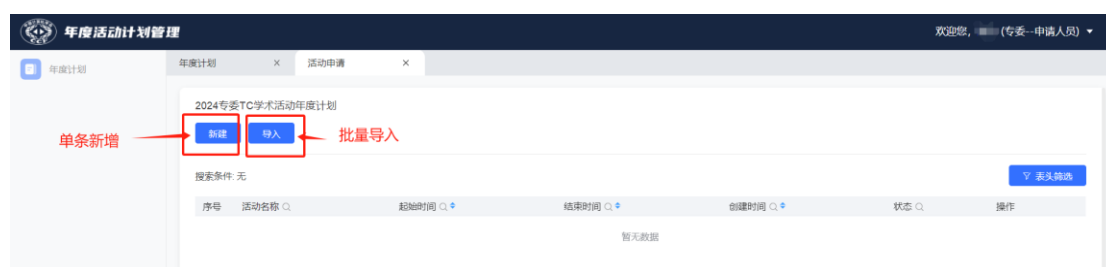 年度活动计划管理
欢迎您, (专委--申请人员)
年度计划
年度计划 × 活动申请 ×
2024专委TC学术活动年度计划
单条新增 新建 导入 批量导入
搜索条件: 无 表头筛选
序号 活动名称 起始时间 结束时间 创建时间 状态 操作
暂无数据